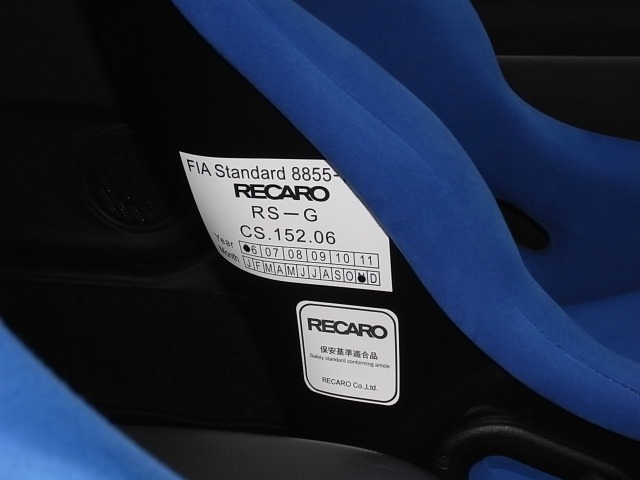 FIA Standard 8855-
RECARO
RS-G
CS.152.06
Year 6 07 08 09 10 11
Month J F M A M J J A S O D
RECARO
保安基準適合品
Safety standard conforming article
RECARO Co.,Ltd.